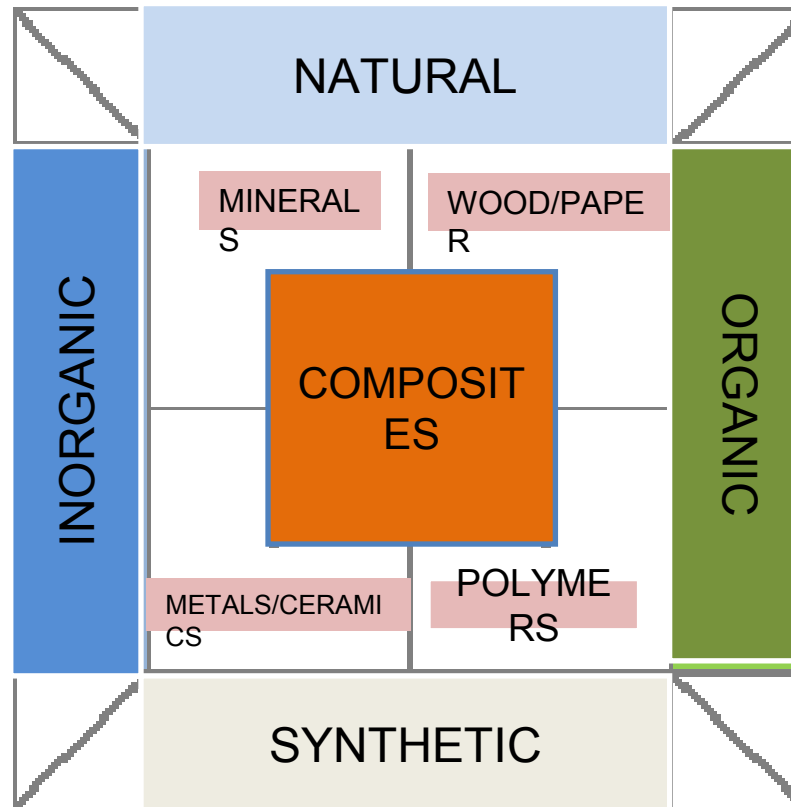 NATURAL
MINERAL
S
WOOD/PAPE
R
INORGANIC
COMPOSIT
ES
ORGANIC
METALS/CERAMI
CS
POLYME
RS
SYNTHETIC